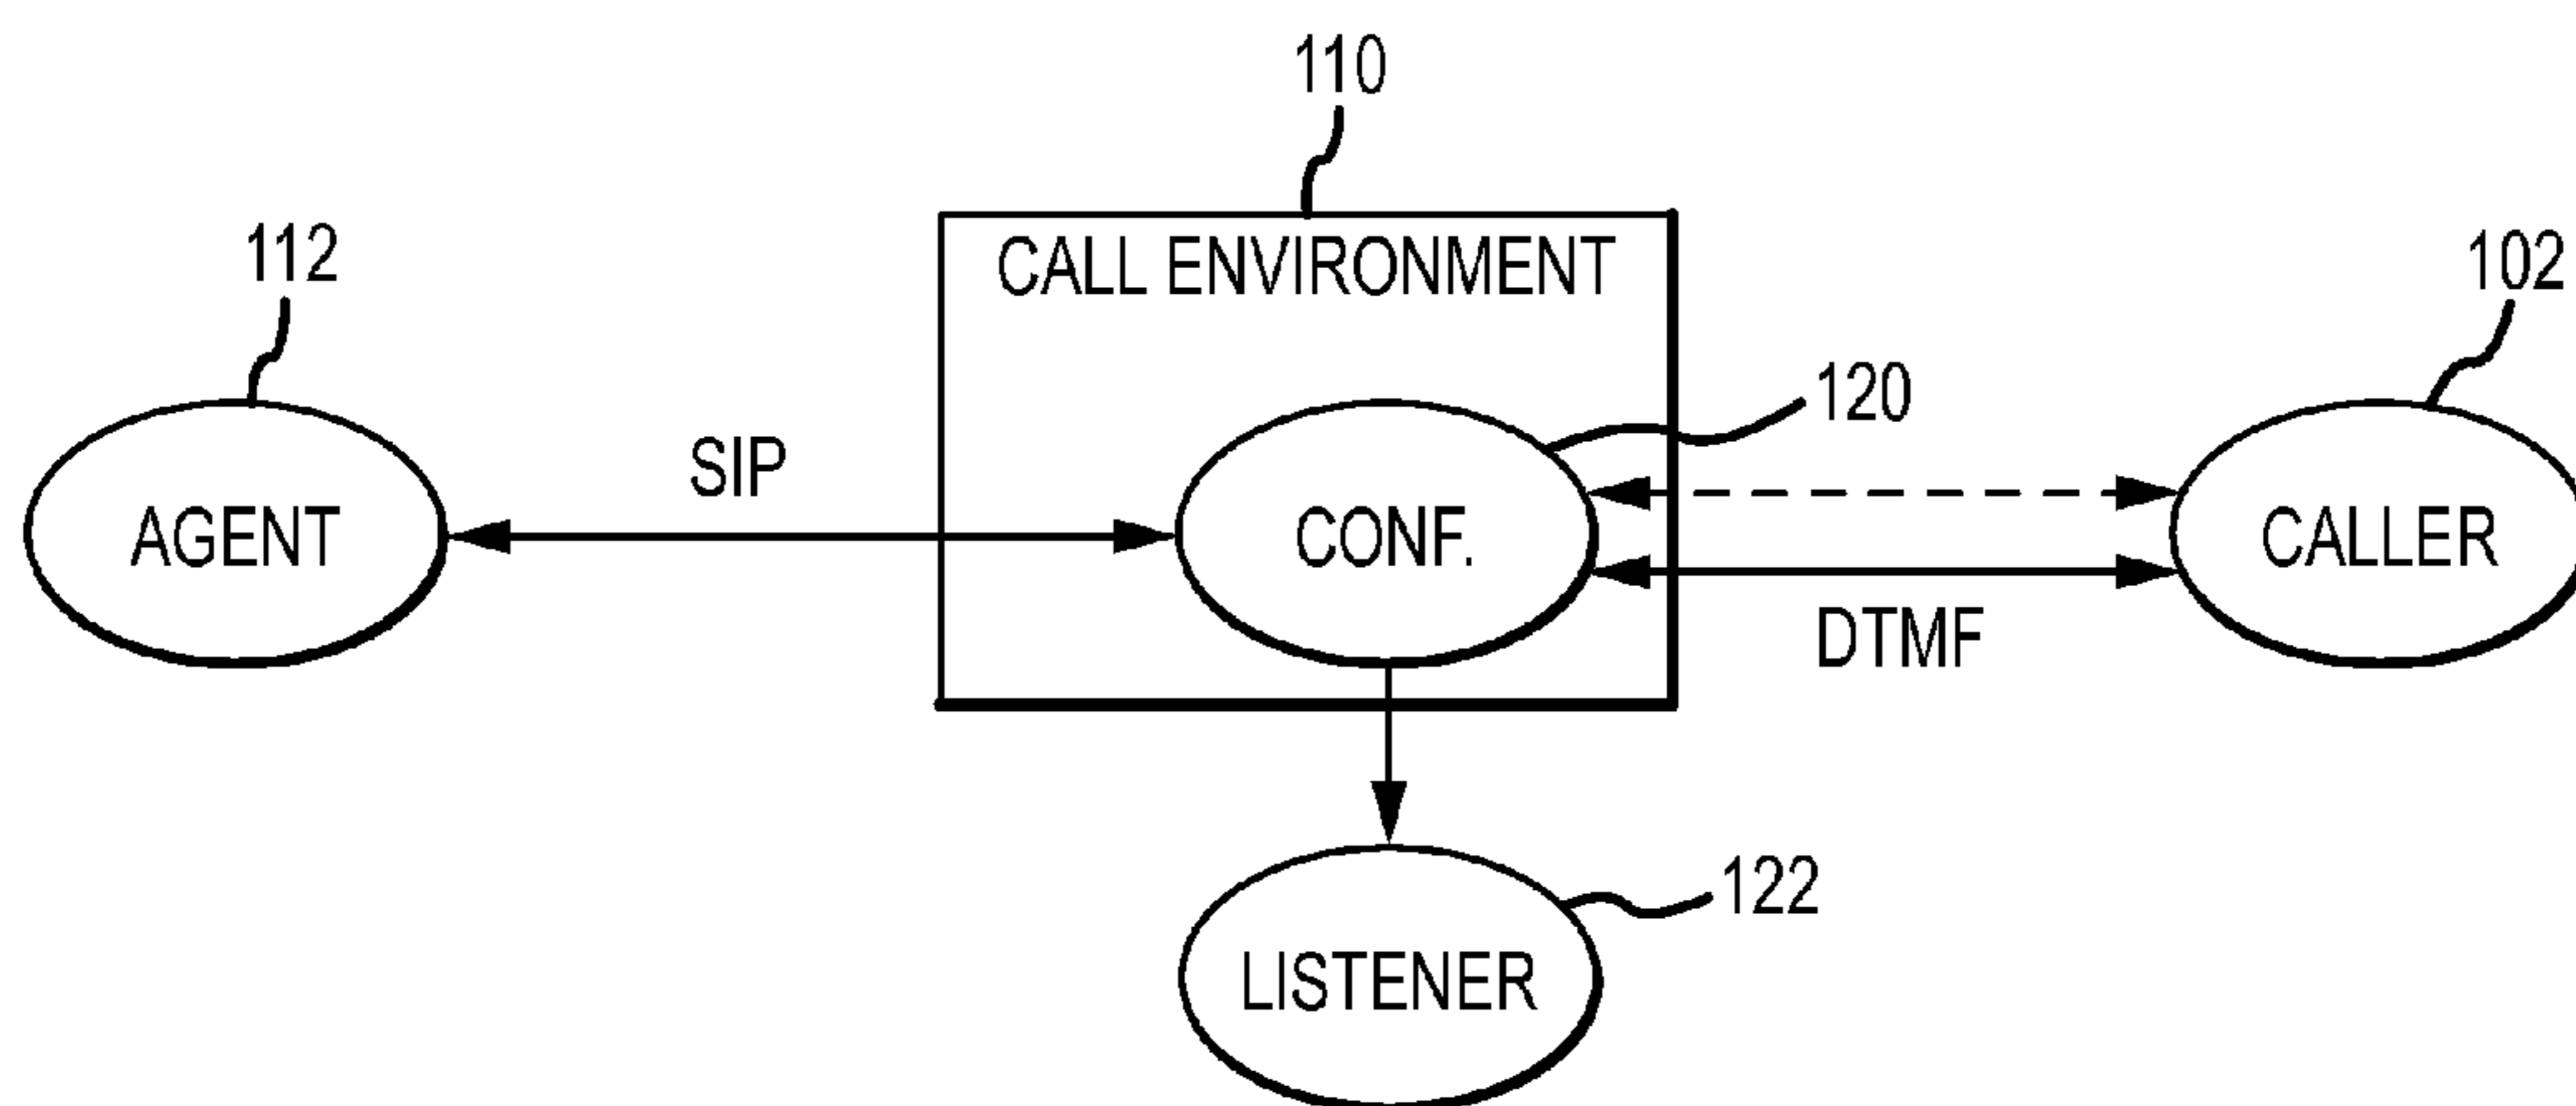 110
112
CALL ENVIRONMENT
102
120
SIP
AGENT
CONF.
CALLER
DTMF
122
LISTENER